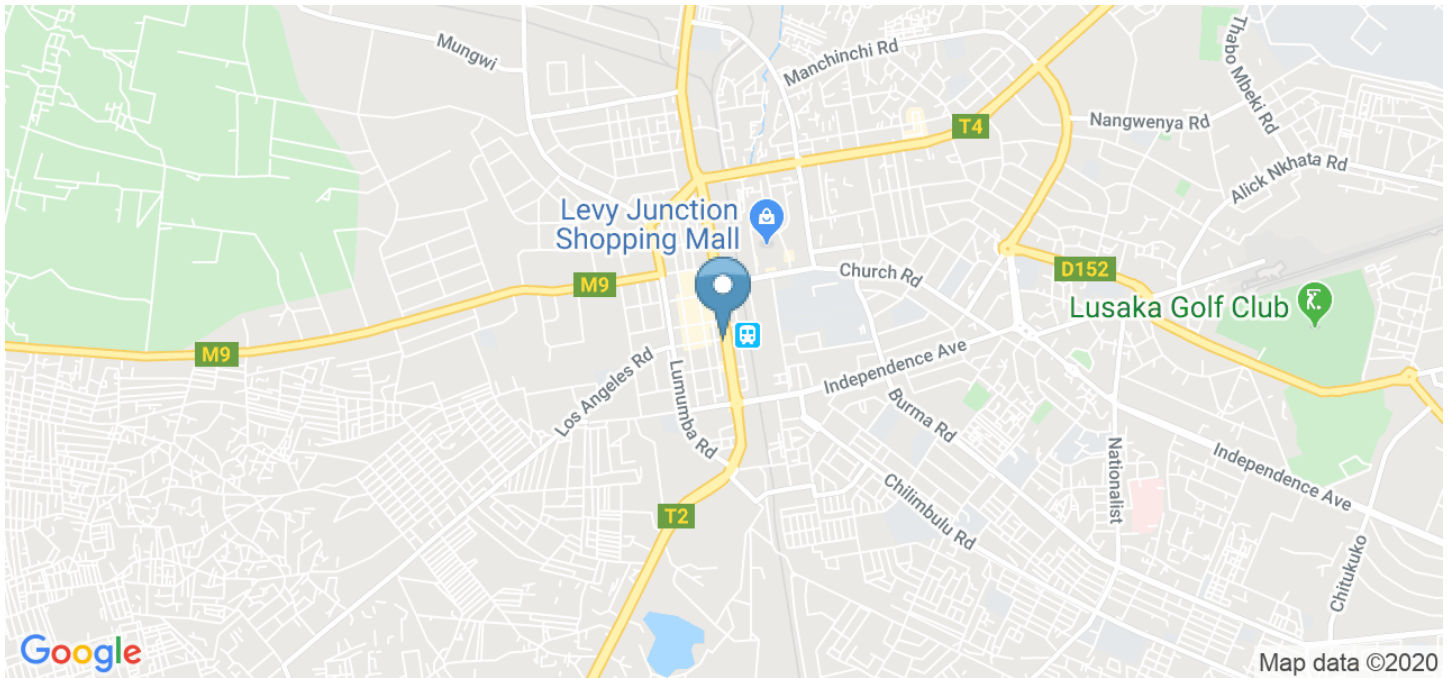 Mungwi
Manchinchi Rd
Thabo Mbeki Rd
T4
Nangwenya Rd
Alick Nkhata Rd
Levy Junction
Shopping Mall
M9
Church Rd
D152
Lusaka Golf Club
M9
Los Angeles Rd
Lumumba Rd
Independence Ave
Burma Rd
Nationalist
Independence Ave
T2
Chilimbulu Rd
Chitukuko
Google
Map data ©2020